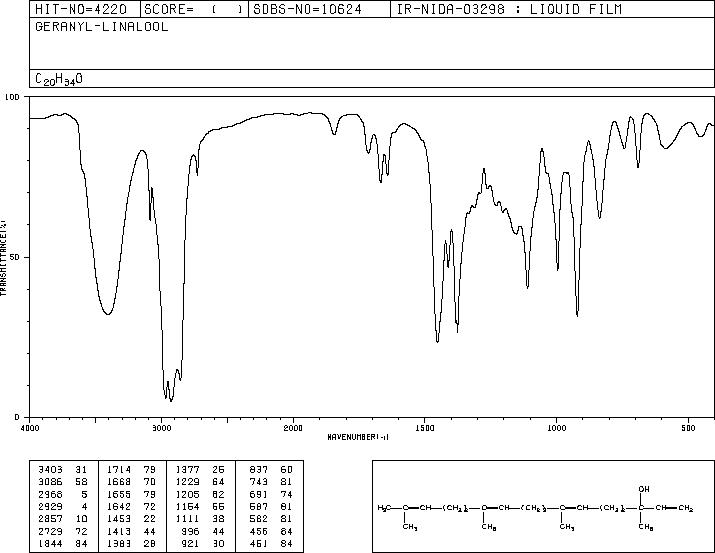 HIT-NO=4220 SCORE= ( ) SDBS-NO=10624 IR-NIDA-03298 : LIQUID FILM
GERANYL-LINALOOL
C20H34O
100
50
0
TRANSMITTANCE(%)
4000 3000 2000 1500 1000 500
WAVENUMBER(-1)
3403 31 1714 79 1377 26 837 60
3086 58 1668 70 1229 64 743 81
2968 5 1655 79 1205 62 691 74
2929 4 1642 72 1164 55 587 81
2857 10 1453 22 1111 38 582 81
2729 72 1413 44 996 44 456 84
1844 84 1383 28 921 30 451 84
OH
H3C—C=CH—(CH2)2—C=CH—(CH2)2—C=CH—(CH2)2—C—CH=CH2
CH3 CH3 CH3 CH3